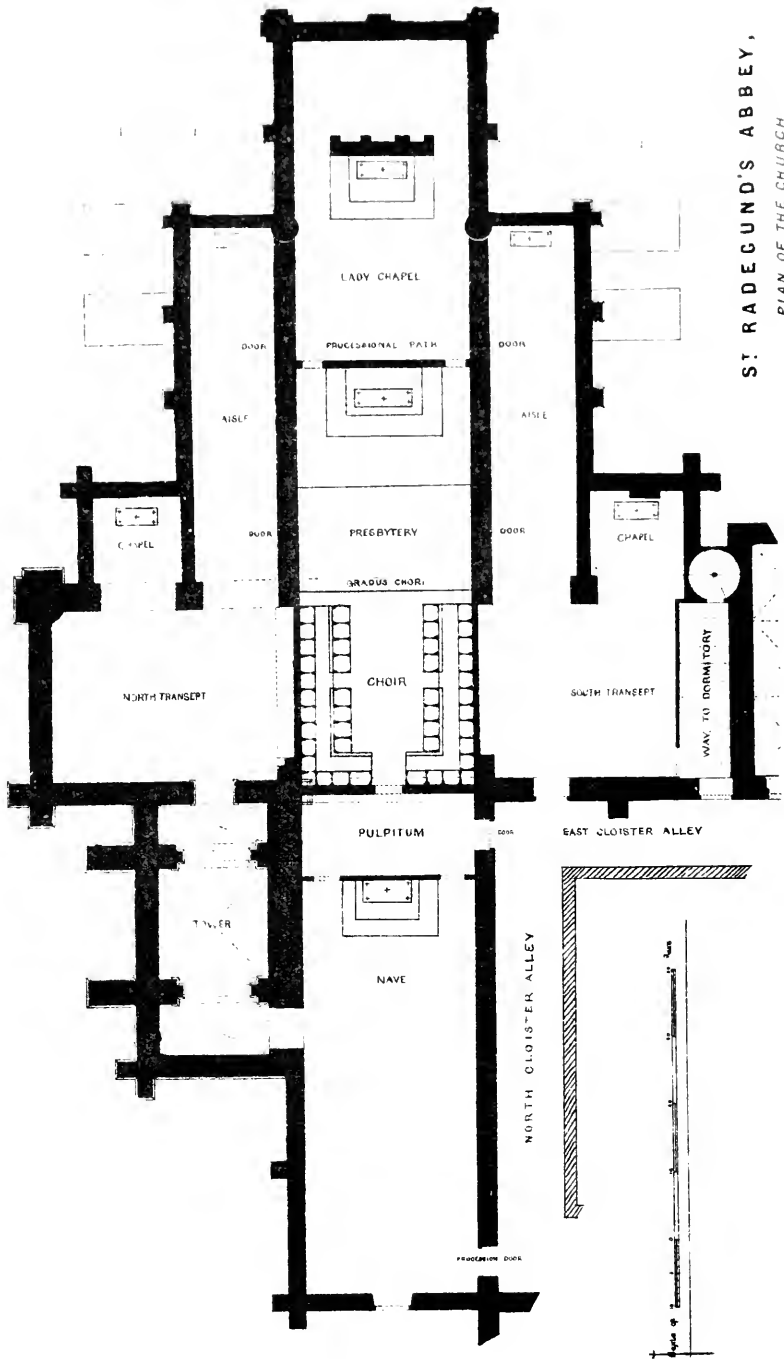 ST RADEGUND'S ABBEY,
PLAN OF THE CHURCH
LADY CHAPEL
DOOR
PROCESSIONAL PATH
DOOR
AISLE
AISLE
CHAPEL
DOOR
PRESBYTERY
DOOR
CHAPEL
GRADUS CHORI
NORTH TRANSEPT
CHOIR
SOUTH TRANSEPT
WAY TO DORMITORY
PULPITUM
DOOR
EAST CLOISTER ALLEY
TOWER
NAVE
NORTH CLOISTER ALLEY
PROCESSION DOOR
Scale of